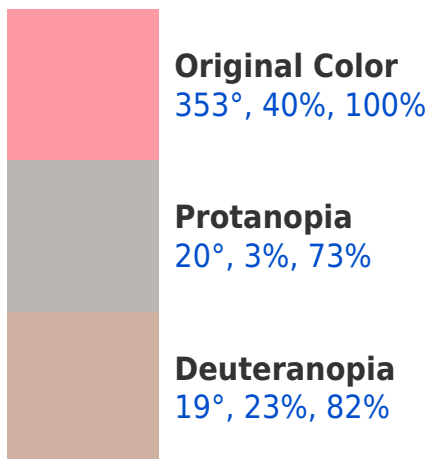 Original Color
353°, 40%, 100%
Protanopia
20°, 3%, 73%
Deuteranopia
19°, 23%, 82%